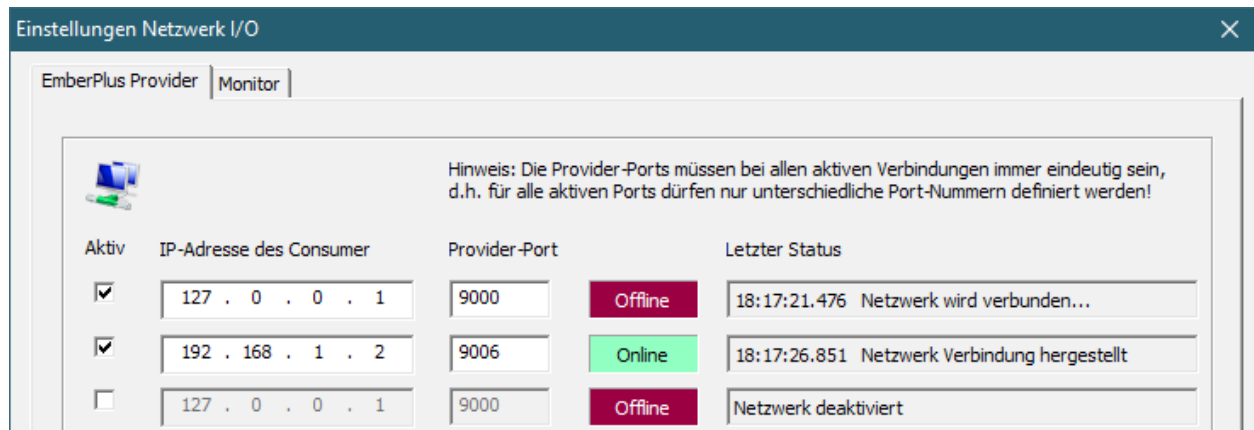 Einstellungen Netzwerk I/O
EmberPlus Provider Monitor
Hinweis: Die Provider-Ports müssen bei allen aktiven Verbindungen immer eindeutig sein,
d.h. für alle aktiven Ports dürfen nur unterschiedliche Port-Nummern definiert werden!
Aktiv IP-Adresse des Consumer Provider-Port Letzter Status
127 . 0 . 0 . 1 9000 Offline 18:17:21.476 Netzwerk wird verbunden...
192 . 168 . 1 . 2 9006 Online 18:17:26.851 Netzwerk Verbindung hergestellt
127 . 0 . 0 . 1 9000 Offline Netzwerk deaktiviert